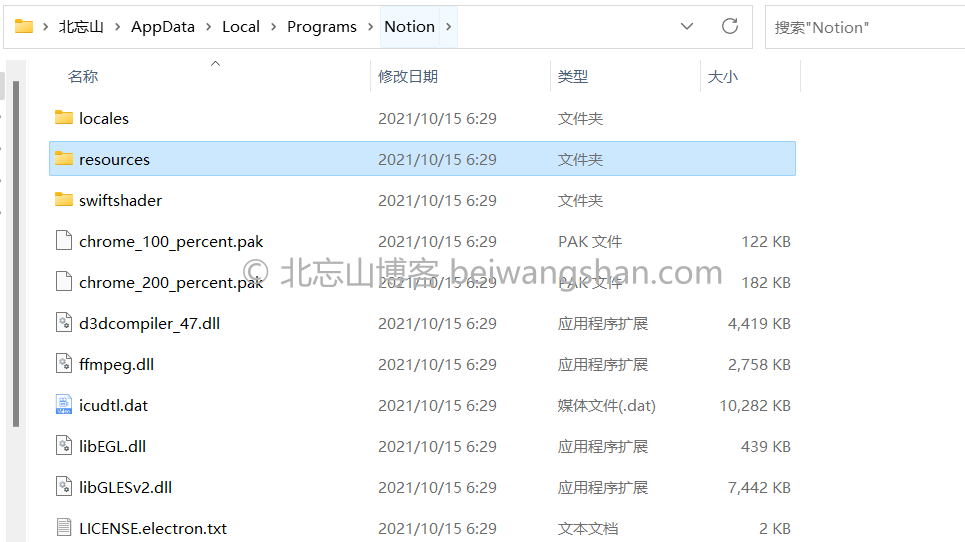 北忘山 › AppData › Local › Programs › Notion ›
搜索"Notion"
名称 修改日期 类型 大小
locales 2021/10/15 6:29 文件夹
resources 2021/10/15 6:29 文件夹
swiftshader 2021/10/15 6:29 文件夹
chrome_100_percent.pak 2021/10/15 6:29 PAK 文件 122 KB
© 北忘山博客 beiwangshan.com
chrome_200_percent.pak 2021/10/15 6:29 PAK 文件 182 KB
d3dcompiler_47.dll 2021/10/15 6:29 应用程序扩展 4,419 KB
ffmpeg.dll 2021/10/15 6:29 应用程序扩展 2,758 KB
icudtl.dat 2021/10/15 6:29 媒体文件(.dat) 10,282 KB
libEGL.dll 2021/10/15 6:29 应用程序扩展 439 KB
libGLESv2.dll 2021/10/15 6:29 应用程序扩展 7,442 KB
LICENSE.electron.txt 2021/10/15 6:29 文本文档 2 KB